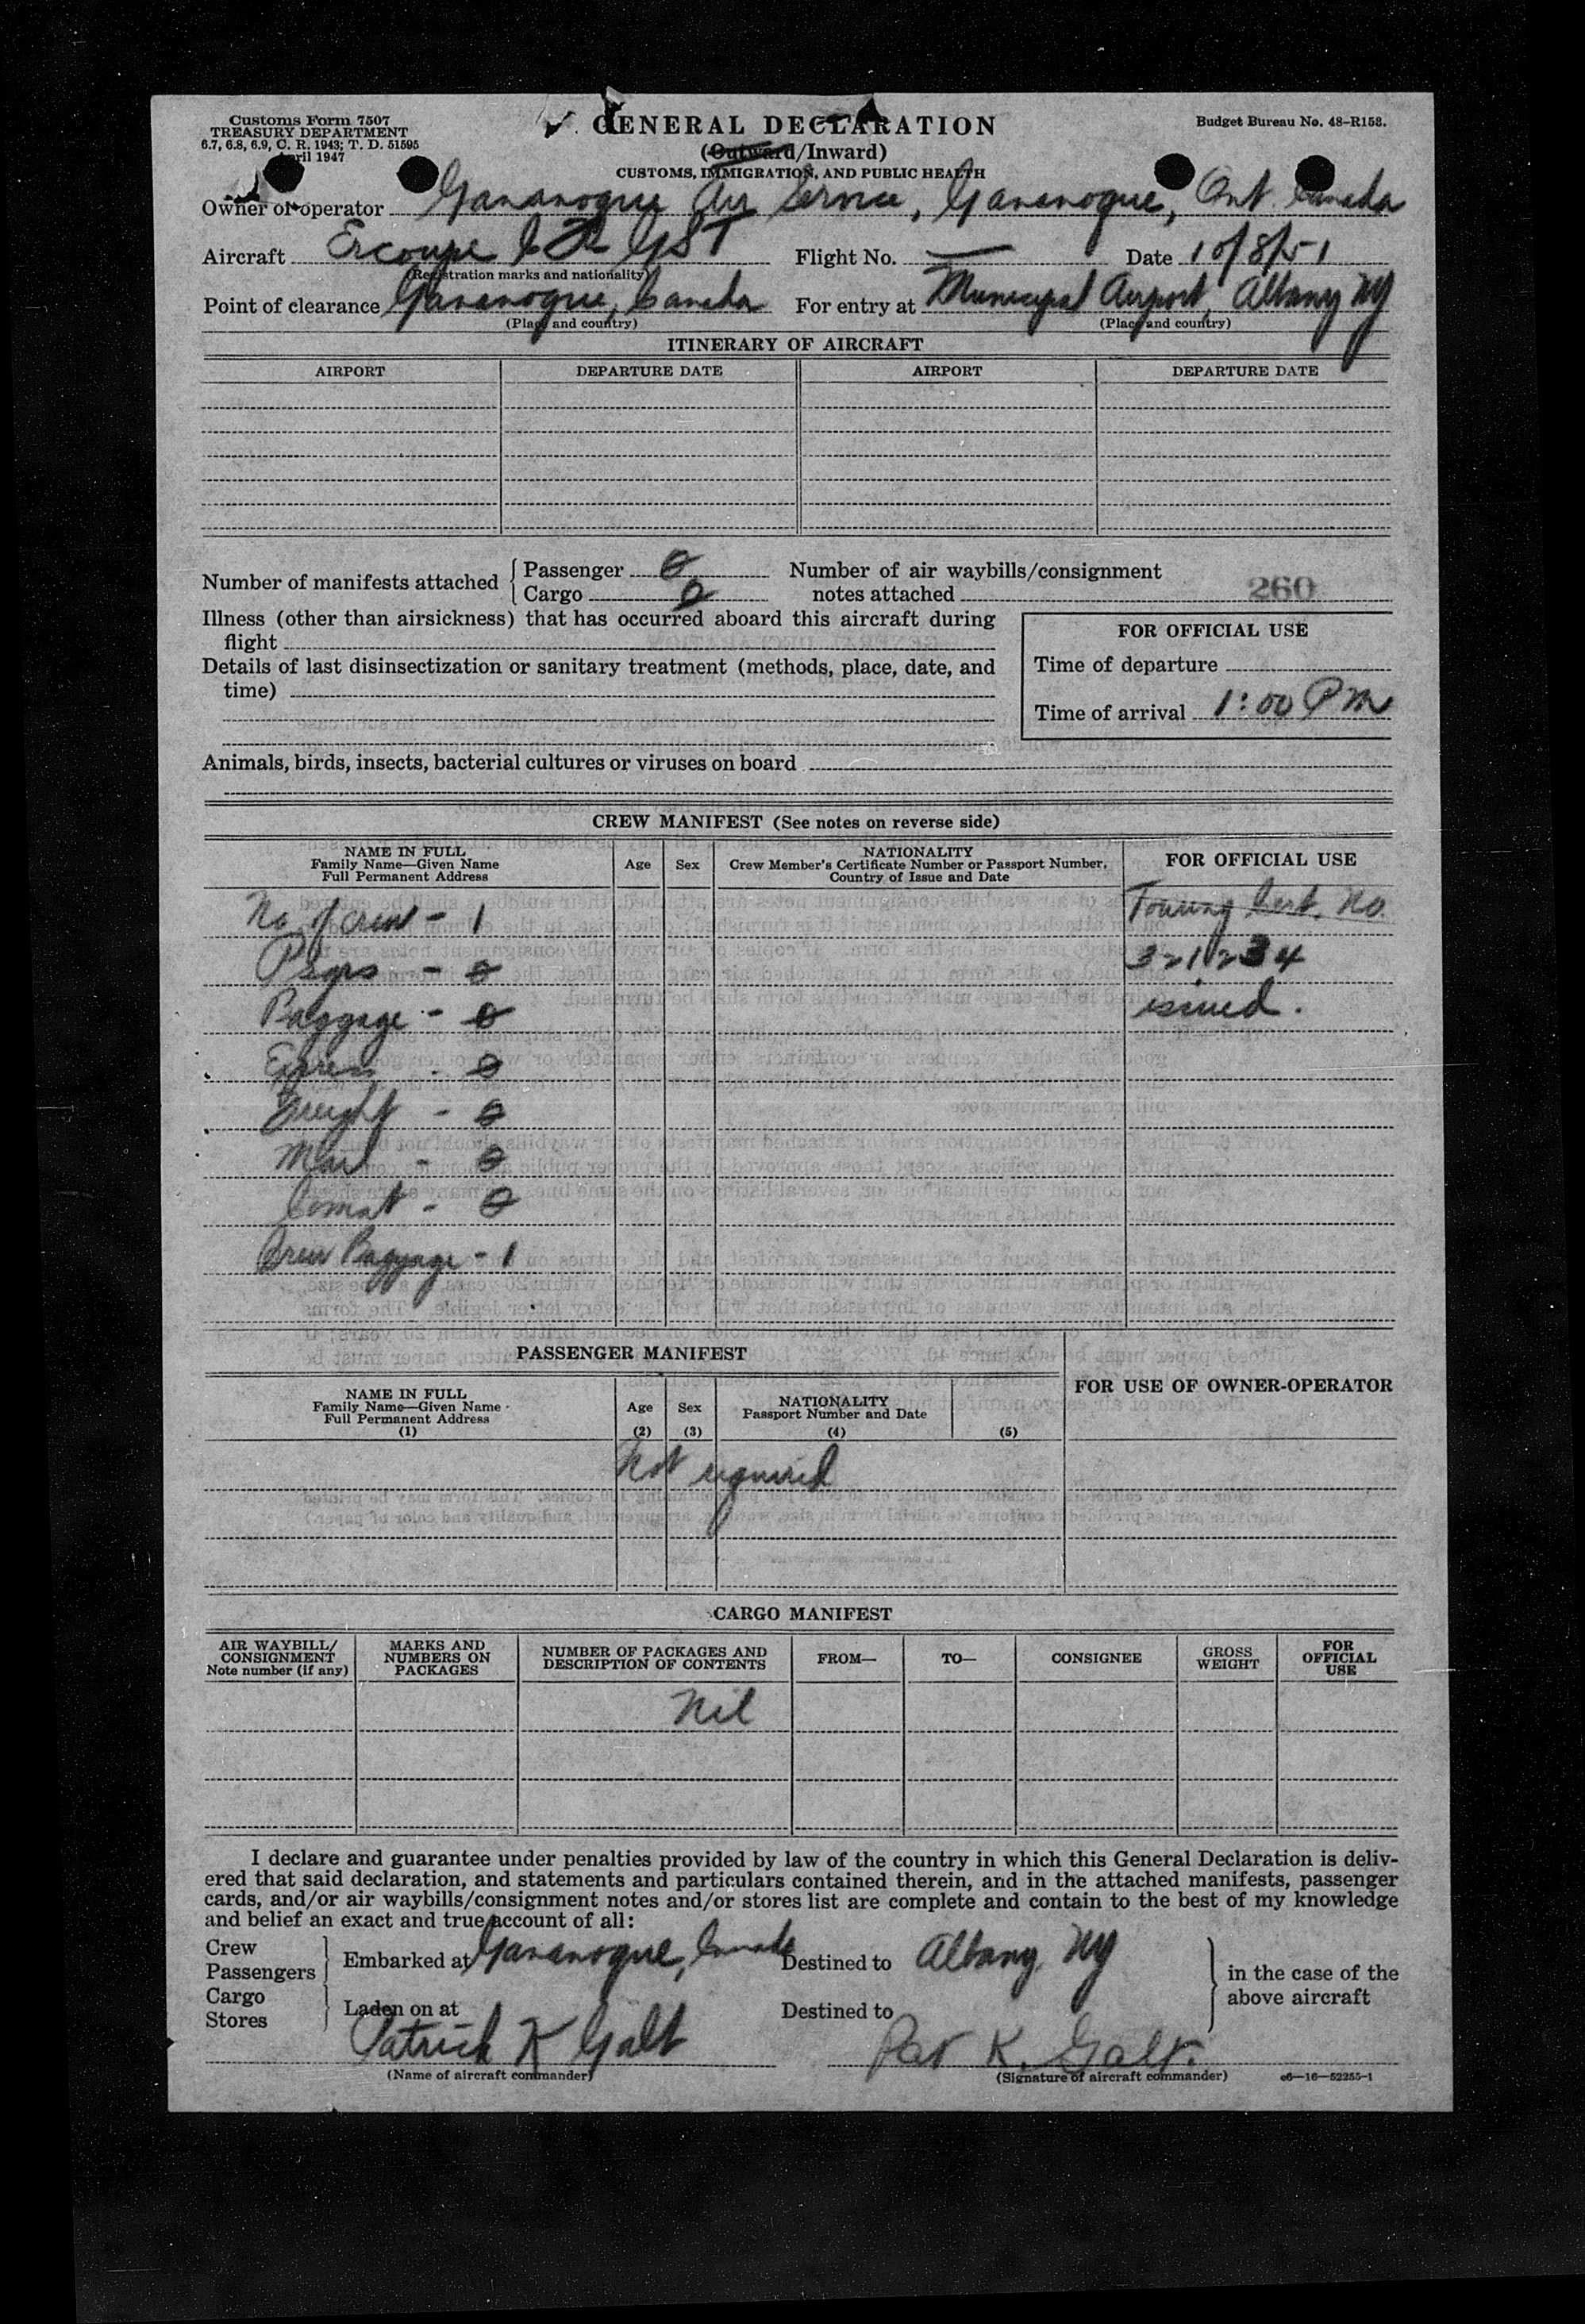 Customs Form 7507
TREASURY DEPARTMENT
6.7, 6.8, 6.9, C. R. 1943; T. D. 51595
April 1947
GENERAL DECLARATION
(Outward/Inward)
CUSTOMS, IMMIGRATION, AND PUBLIC HEALTH
Budget Bureau No. 48-R158.
Owner or operator Gananoque Air Service, Gananoque, Ont. Canada
Aircraft Ercoupe GST Flight No. — Date 10/8/51
(Registration marks and nationality)
Point of clearance Gananoque, Canada For entry at Municipal Airport, Albany NY
(Place and country) (Place and country)
ITINERARY OF AIRCRAFT
AIRPORT DEPARTURE DATE AIRPORT DEPARTURE DATE
Number of manifests attached { Passenger 0 Number of air waybills/consignment
Cargo 0 notes attached 260
Illness (other than airsickness) that has occurred aboard this aircraft during
flight
Details of last disinsectization or sanitary treatment (methods, place, date, and
time)
FOR OFFICIAL USE
Time of departure
Time of arrival 1:00 PM
Animals, birds, insects, bacterial cultures or viruses on board
CREW MANIFEST (See notes on reverse side)
NAME IN FULL
Family Name—Given Name
Full Permanent Address
Age Sex
NATIONALITY
Crew Member's Certificate Number or Passport Number,
Country of Issue and Date
FOR OFFICIAL USE
No of crew - 1 Touring Cert. No.
Psgrs - 0 321234
Baggage - 0 issued.
Express - 0
Freight - 0
Mail - 0
Comat - 0
Crew Baggage - 1
PASSENGER MANIFEST
NAME IN FULL
Family Name—Given Name
Full Permanent Address
(1)
Age
(2)
Sex
(3)
NATIONALITY
Passport Number and Date
(4) (5)
FOR USE OF OWNER-OPERATOR
Not required
CARGO MANIFEST
AIR WAYBILL/
CONSIGNMENT
Note number (if any)
MARKS AND
NUMBERS ON
PACKAGES
NUMBER OF PACKAGES AND
DESCRIPTION OF CONTENTS
FROM— TO— CONSIGNEE
GROSS
WEIGHT
FOR
OFFICIAL
USE
Nil
I declare and guarantee under penalties provided by law of the country in which this General Declaration is deliv-
ered that said declaration, and statements and particulars contained therein, and in the attached manifests, passenger
cards, and/or air waybills/consignment notes and/or stores list are complete and contain to the best of my knowledge
and belief an exact and true account of all:
Crew
Passengers } Embarked at Gananoque, Canada Destined to Albany, NY
Cargo
Stores } Laden on at Destined to
} in the case of the
above aircraft
Patrick K Galt Pat K. Galt.
(Name of aircraft commander) (Signature of aircraft commander) c6—16—52255-1